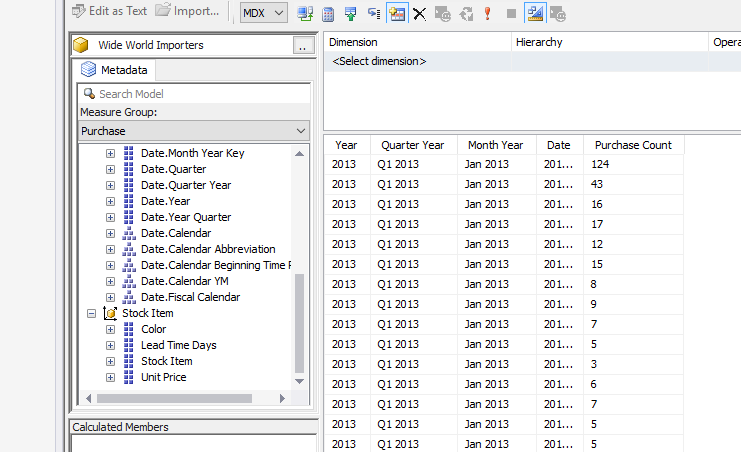 Edit as Text Import... MDX
Wide World Importers ..
Metadata
Search Model
Measure Group:
Purchase
Date.Month Year Key
Date.Quarter
Date.Quarter Year
Date.Year
Date.Year Quarter
Date.Calendar
Date.Calendar Abbreviation
Date.Calendar Beginning Time
Date.Calendar YM
Date.Fiscal Calendar
Stock Item
Color
Lead Time Days
Stock Item
Unit Price
Calculated Members
Dimension Hierarchy Opera
<Select dimension>
Year Quarter Year Month Year Date Purchase Count
2013 Q1 2013 Jan 2013 201... 124
2013 Q1 2013 Jan 2013 201... 43
2013 Q1 2013 Jan 2013 201... 16
2013 Q1 2013 Jan 2013 201... 17
2013 Q1 2013 Jan 2013 201... 12
2013 Q1 2013 Jan 2013 201... 15
2013 Q1 2013 Jan 2013 201... 8
2013 Q1 2013 Jan 2013 201... 9
2013 Q1 2013 Jan 2013 201... 7
2013 Q1 2013 Jan 2013 201... 5
2013 Q1 2013 Jan 2013 201... 3
2013 Q1 2013 Jan 2013 201... 6
2013 Q1 2013 Jan 2013 201... 7
2013 Q1 2013 Jan 2013 201... 5
2013 Q1 2013 Jan 2013 201... 5